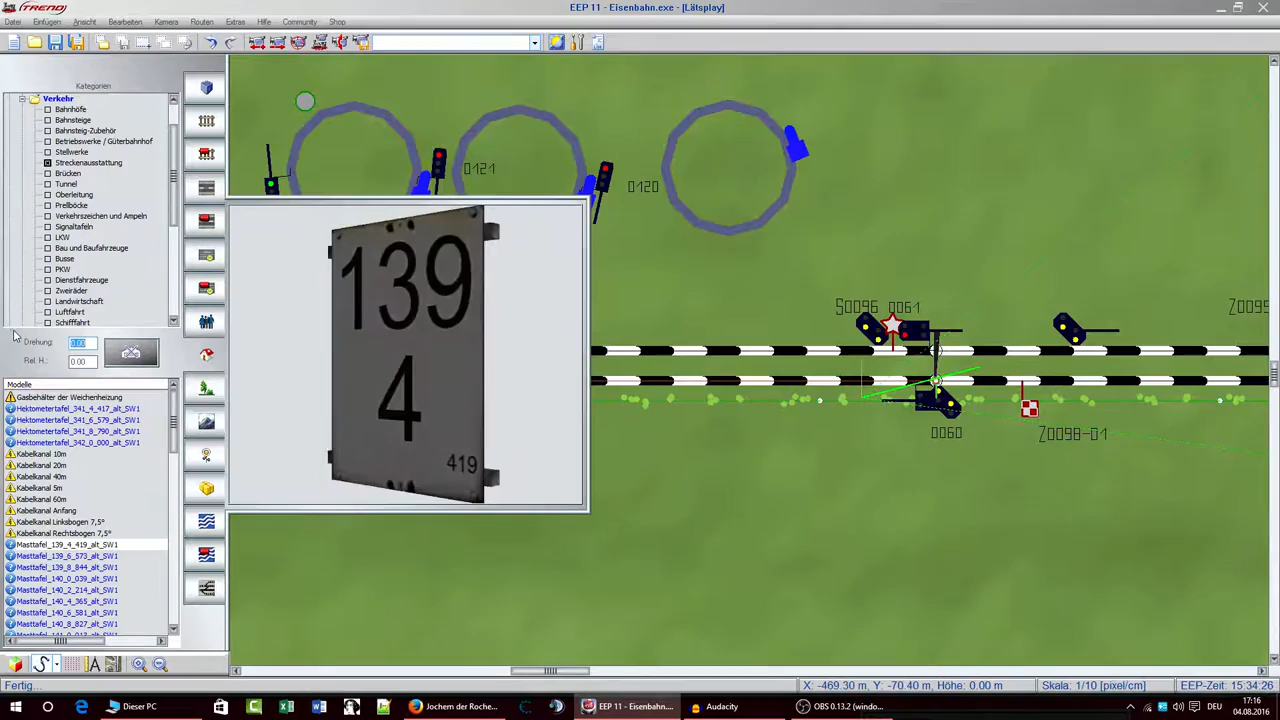 TREND
EEP 11 - Eisenbahn.exe - [Lätsplay]
Datei Einfügen Ansicht Bearbeiten Kamera Routen Extras Hilfe Community Shop
Kategorien
Verkehr
Bahnhöfe
Bahnsteige
Bahnsteig-Zubehör
Betriebswerke / Güterbahnhof
Stellwerke
Streckenausstattung
Brücken
Tunnel
Oberleitung
Prellböcke
Verkehrszeichen und Ampeln
Signaltafeln
LKW
Bau und Baufahrzeuge
Busse
PKW
Dienstfahrzeuge
Zweiräder
Landwirtschaft
Luftfahrt
Schifffahrt
Drehung: 0.00
Rel. H.: 0.00
Modelle
Gasbehälter der Weichenheizung
Hektometertafel_341_4_417_alt_SW1
Hektometertafel_341_6_579_alt_SW1
Hektometertafel_341_8_790_alt_SW1
Hektometertafel_342_0_000_alt_SW1
Kabelkanal 10m
Kabelkanal 20m
Kabelkanal 40m
Kabelkanal 5m
Kabelkanal 60m
Kabelkanal Anfang
Kabelkanal Linksbogen 7,5°
Kabelkanal Rechtsbogen 7,5°
Masttafel_139_4_419_alt_SW1
Masttafel_139_6_573_alt_SW1
Masttafel_139_8_844_alt_SW1
Masttafel_140_0_039_alt_SW1
Masttafel_140_2_214_alt_SW1
Masttafel_140_4_365_alt_SW1
Masttafel_140_6_581_alt_SW1
Masttafel_140_8_827_alt_SW1
139
4
419
0121
0120
S0096 0061
0060
Z0098-01
Fertig...
X: -469.30 m, Y: -70.40 m, Höhe: 0.00 m
Skala: 1/10 [pixel/cm]
EEP-Zeit: 15:34:26
Dieser PC
Jochem der Roche...
EEP 11 - Eisenbahn....
Audacity
OBS 0.13.2 (windo...
DEU
17:16
04.08.2016